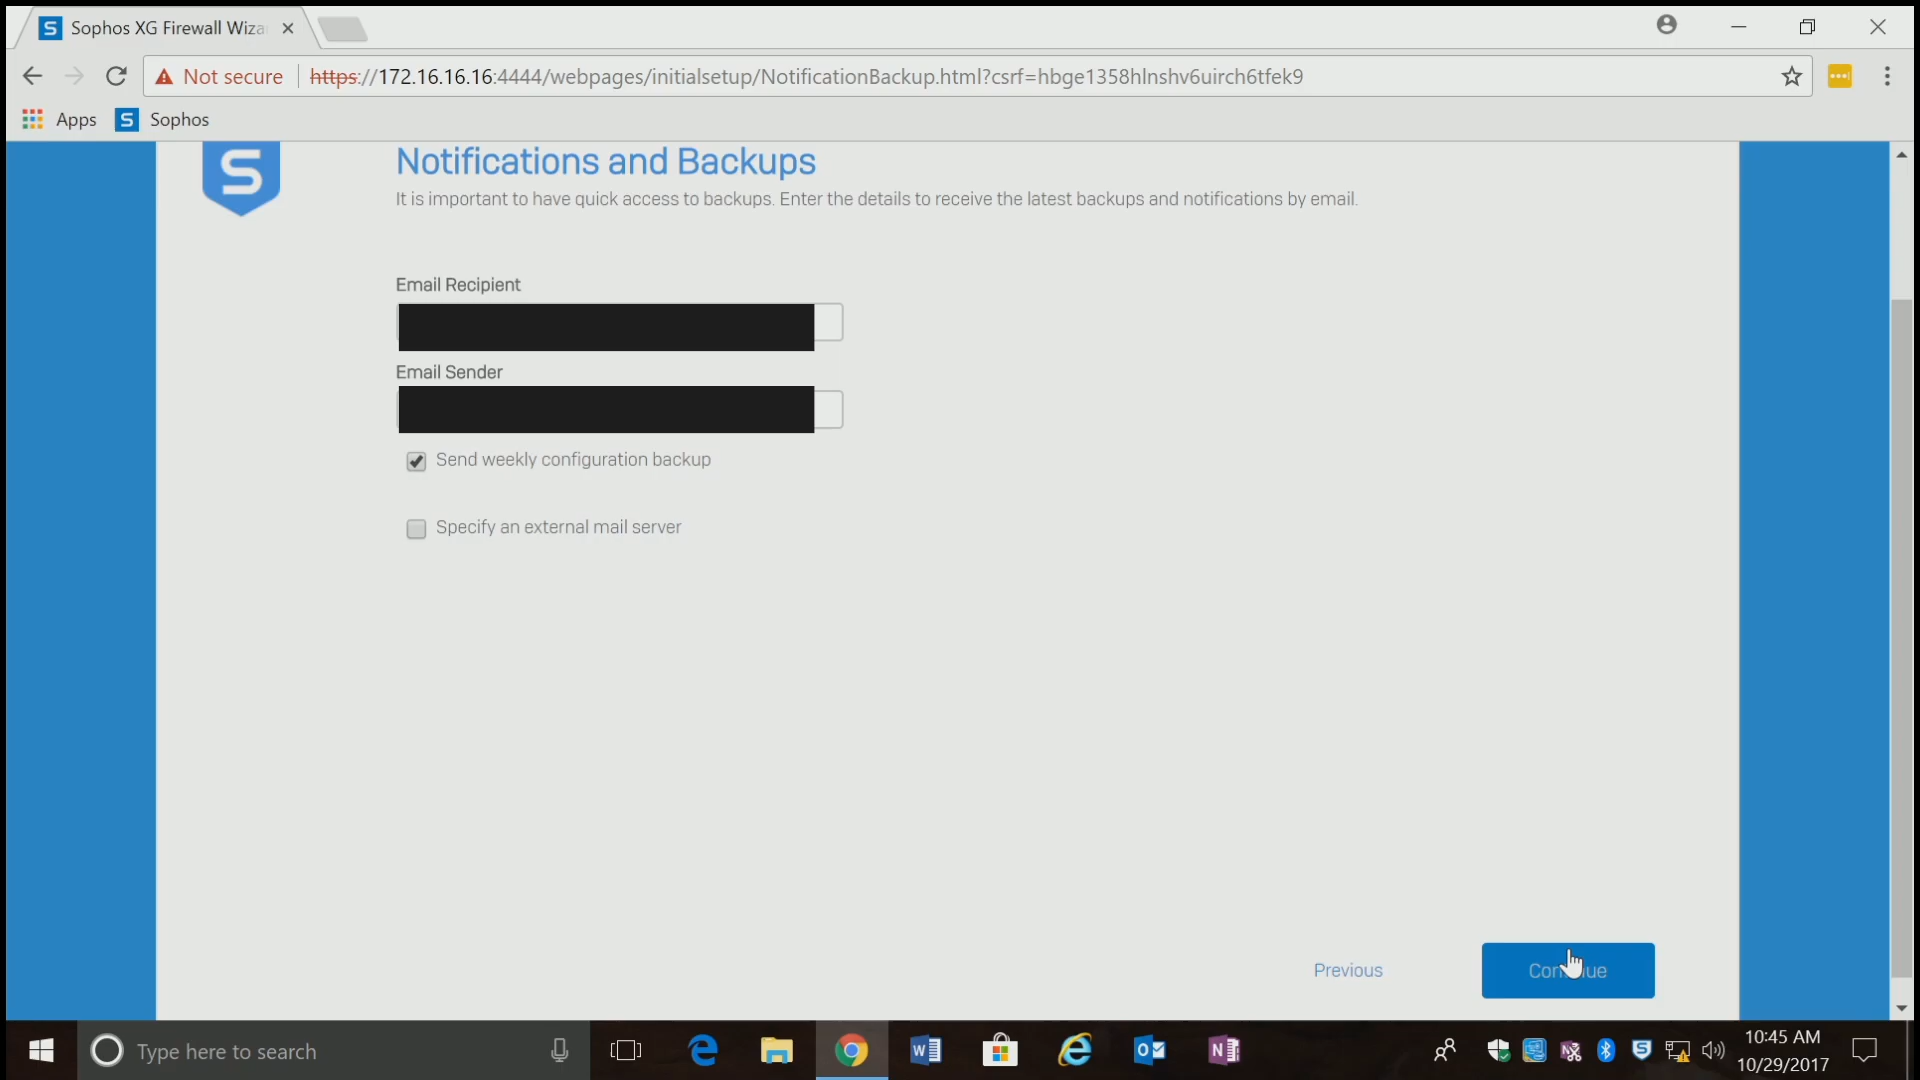 Sophos XG Firewall Wiza
Not secure
https://172.16.16.16:4444/webpages/initialsetup/NotificationBackup.html?csrf=hbge1358hlnshv6uirch6tfek9
Apps
Sophos
Notifications and Backups
It is important to have quick access to backups. Enter the details to receive the latest backups and notifications by email.
Email Recipient
Email Sender
Send weekly configuration backup
Specify an external mail server
Previous
Type here to search
10:45 AM
10/29/2017